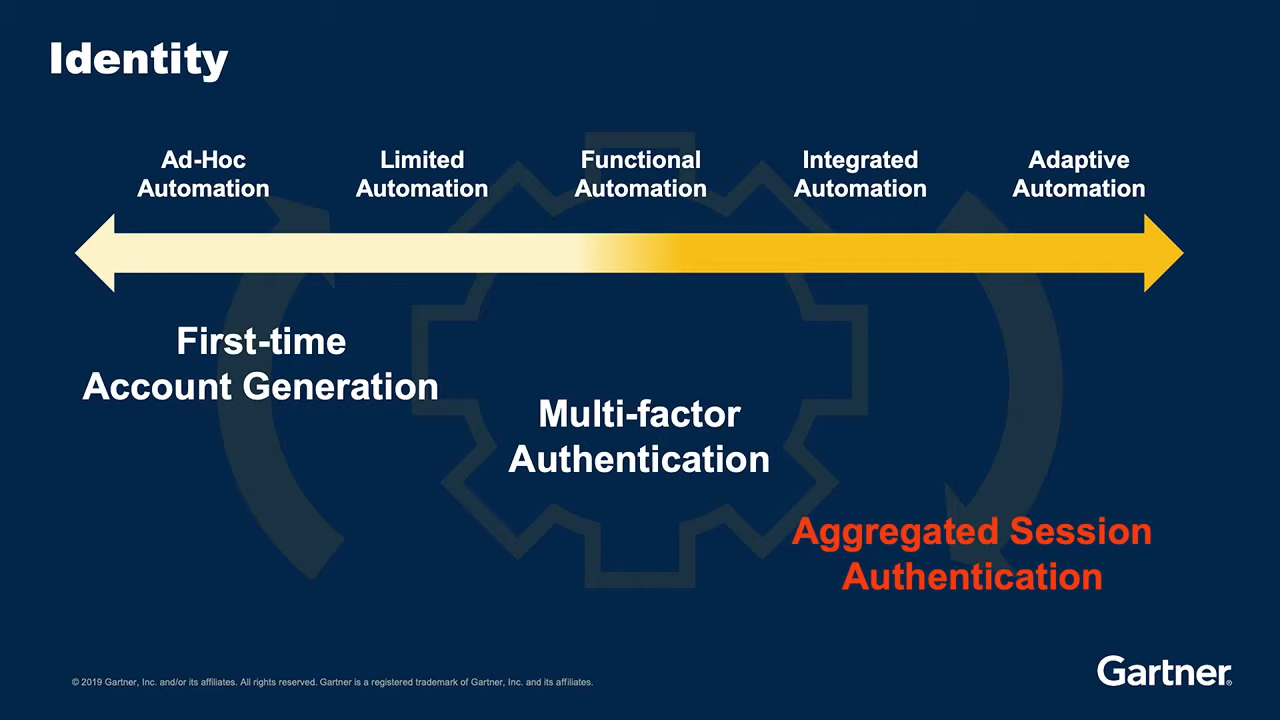 Identity
Ad-Hoc
Automation
Limited
Automation
Functional
Automation
Integrated
Automation
Adaptive
Automation
First-time
Account Generation
Multi-factor
Authentication
Aggregated Session
Authentication
© 2019 Gartner, Inc. and/or its affiliates. All rights reserved. Gartner is a registered trademark of Gartner, Inc. and its affiliates.
Gartner®